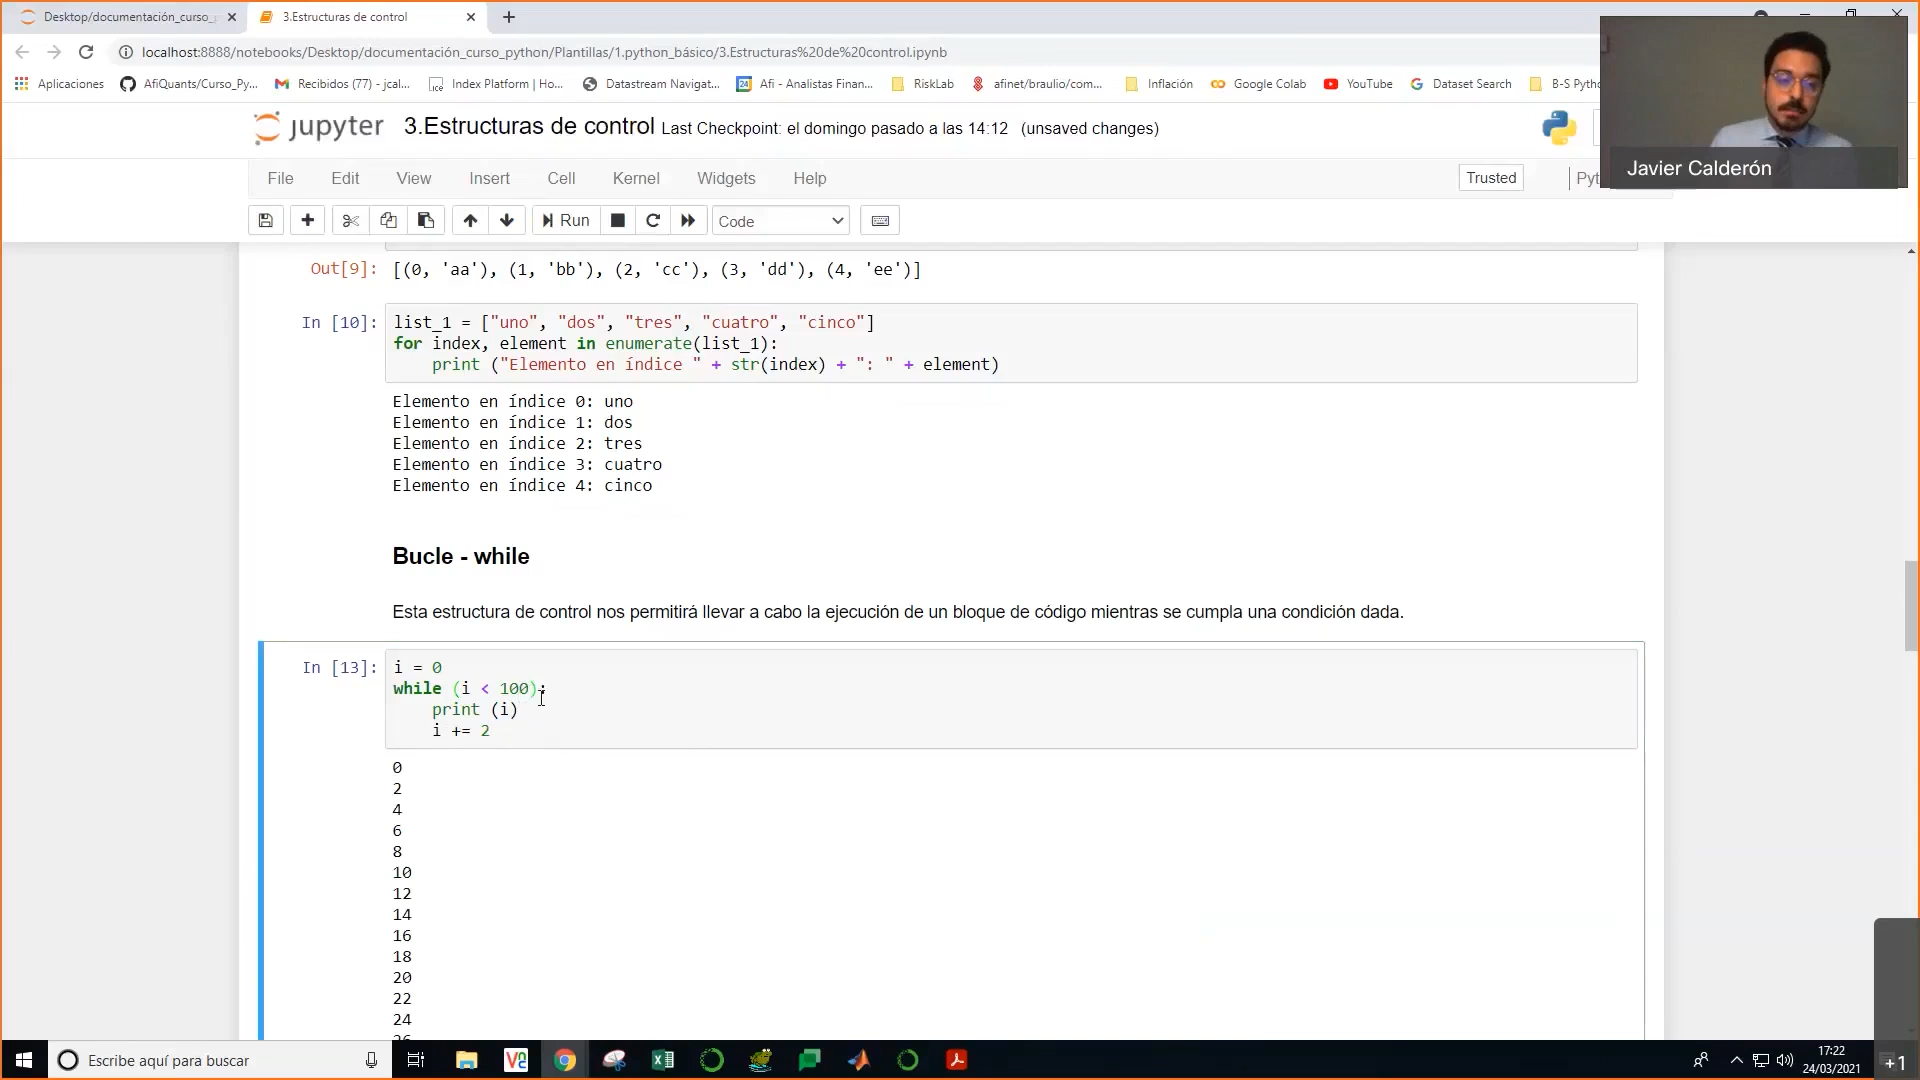 Desktop/documentación_curso_p
3.Estructuras de control
localhost:8888/notebooks/Desktop/documentación_curso_python/Plantillas/1.python_básico/3.Estructuras%20de%20control.ipynb
Aplicaciones
AfiQuants/Curso_Py...
Recibidos (77) - jcal...
Index Platform | Ho...
Datastream Navigat...
Afi - Analistas Finan...
RiskLab
afinet/braulio/com...
Inflación
Google Colab
YouTube
Dataset Search
B-S Pytho
Javier Calderón
jupyter 3.Estructuras de control Last Checkpoint: el domingo pasado a las 14:12 (unsaved changes)
File Edit View Insert Cell Kernel Widgets Help Trusted Pyt
Run Code
Out[9]: [(0, 'aa'), (1, 'bb'), (2, 'cc'), (3, 'dd'), (4, 'ee')]
In [10]: list_1 = ["uno", "dos", "tres", "cuatro", "cinco"]
for index, element in enumerate(list_1):
print ("Elemento en índice " + str(index) + ": " + element)
Elemento en índice 0: uno
Elemento en índice 1: dos
Elemento en índice 2: tres
Elemento en índice 3: cuatro
Elemento en índice 4: cinco
Bucle - while
Esta estructura de control nos permitirá llevar a cabo la ejecución de un bloque de código mientras se cumpla una condición dada.
In [13]: i = 0
while (i < 100):
print (i)
i += 2
0
2
4
6
8
10
12
14
16
18
20
22
24
Escribe aquí para buscar
17:22
24/03/2021
+1